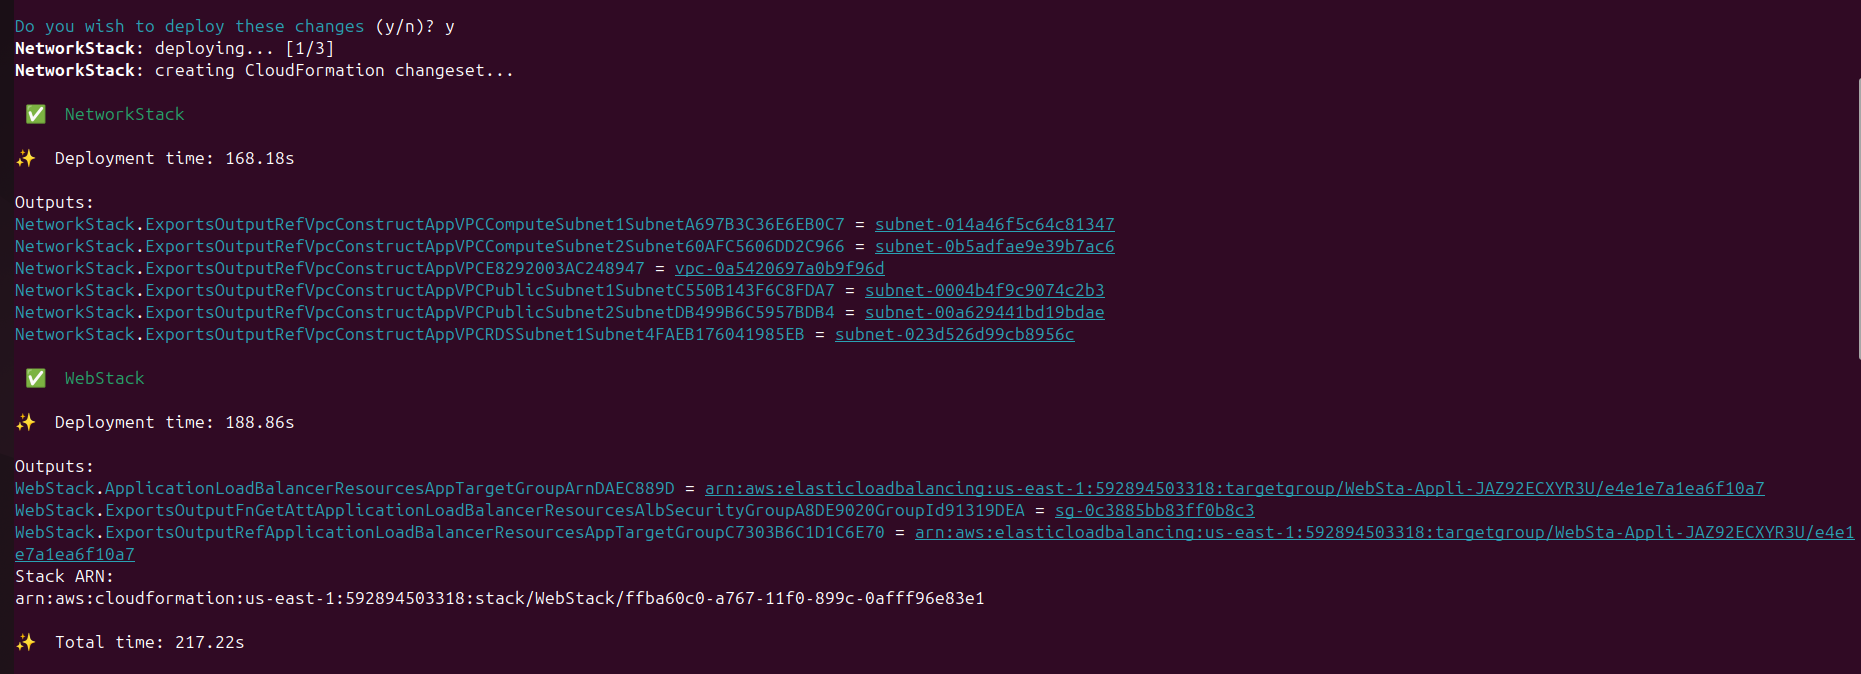 Do you wish to deploy these changes (y/n)? y
NetworkStack: deploying... [1/3]
NetworkStack: creating CloudFormation changeset...
✅  NetworkStack
✨  Deployment time: 168.18s
Outputs:
NetworkStack.ExportsOutputRefVpcConstructAppVPCComputeSubnet1SubnetA697B3C36E6EB0C7 = subnet-014a46f5c64c81347
NetworkStack.ExportsOutputRefVpcConstructAppVPCComputeSubnet2Subnet60AFC5606DD2C966 = subnet-0b5adfae9e39b7ac6
NetworkStack.ExportsOutputRefVpcConstructAppVPCE8292003AC248947 = vpc-0a5420697a0b9f96d
NetworkStack.ExportsOutputRefVpcConstructAppVPCPublicSubnet1SubnetC550B143F6C8FDA7 = subnet-0004b4f9c9074c2b3
NetworkStack.ExportsOutputRefVpcConstructAppVPCPublicSubnet2SubnetDB499B6C5957BDB4 = subnet-00a629441bd19bdae
NetworkStack.ExportsOutputRefVpcConstructAppVPCRDSSubnet1Subnet4FAEB176041985EB = subnet-023d526d99cb8956c
✅  WebStack
✨  Deployment time: 188.86s
Outputs:
WebStack.ApplicationLoadBalancerResourcesAppTargetGroupArnDAEC889D = arn:aws:elasticloadbalancing:us-east-1:592894503318:targetgroup/WebSta-Appli-JAZ92ECXYR3U/e4e1e7a1ea6f10a7
WebStack.ExportsOutputFnGetAttApplicationLoadBalancerResourcesAlbSecurityGroupA8DE9020GroupId91319DEA = sg-0c3885bb83ff0b8c3
WebStack.ExportsOutputRefApplicationLoadBalancerResourcesAppTargetGroupC7303B6C1D1C6E70 = arn:aws:elasticloadbalancing:us-east-1:592894503318:targetgroup/WebSta-Appli-JAZ92ECXYR3U/e4e1
e7a1ea6f10a7
Stack ARN:
arn:aws:cloudformation:us-east-1:592894503318:stack/WebStack/ffba60c0-a767-11f0-899c-0afff96e83e1
✨  Total time: 217.22s